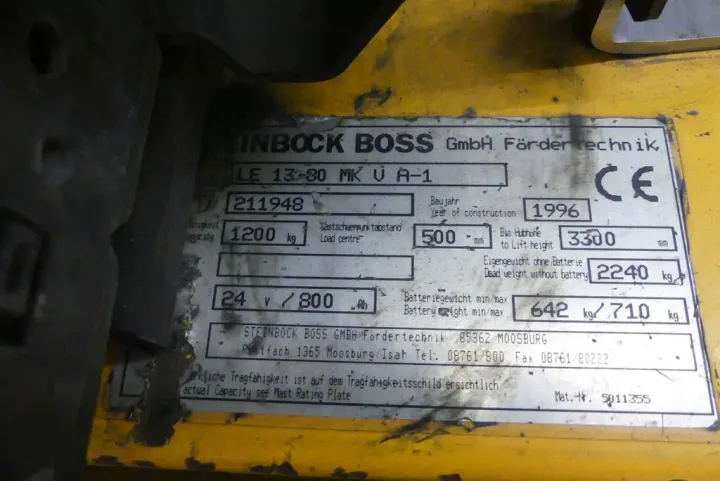 INBOCK BOSS GmbH Fördertechnik
LE 13-80 MK V A-1
211948 Baujahr
Year of construction 1996
1200 kg Lastschwerpunktabstand
Load centre 500 mm Bau Hubhöhe
to Lift height 3300 mm
Eigengewicht ohne Batterie
Dead weight without battery 2240 kg
24 V/800 Ah Batteriegewicht min/max
Battery weight min/max 642 kg/710 kg
STEINBOCK BOSS GMBH Fördertechnik 85362 MOOSBURG
Postfach 1365 Moosburg/Isar Tel. 08761/800 Fax 08761/80222
rkliche Tragfähigkeit ist auf dem Tragfähigkeitsschild ersichtlich
actual Capacity see Mast Rating Plate Mat.-Nr. 5011355
CE